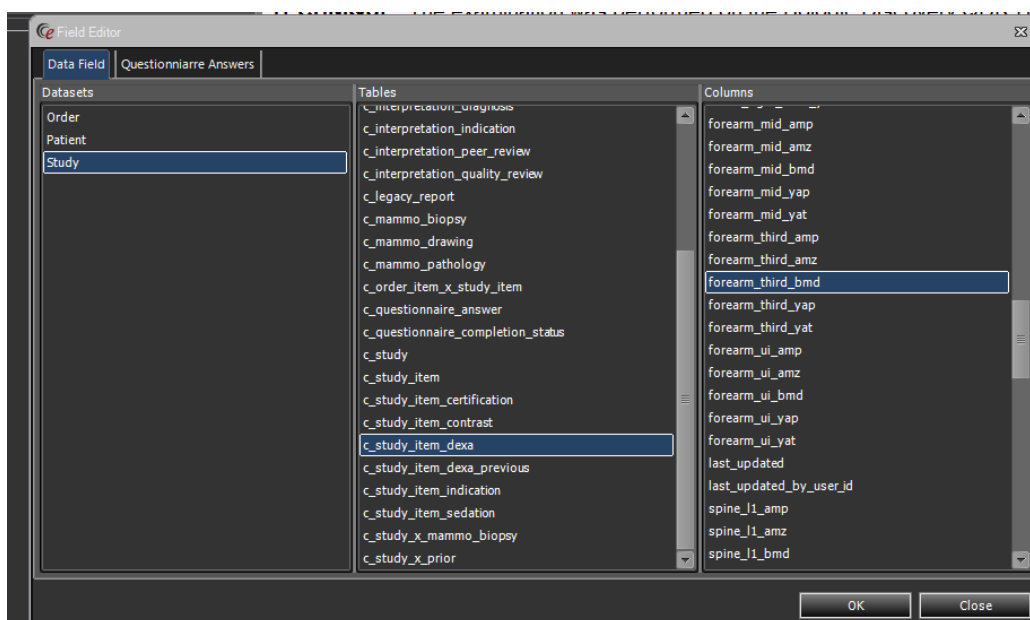 Field Editor
Data Field
Questionniarre Answers
Datasets
Order
Patient
Study
Tables
c_interpretation_diagnosis
c_interpretation_indication
c_interpretation_peer_review
c_interpretation_quality_review
c_legacy_report
c_mammo_biopsy
c_mammo_drawing
c_mammo_pathology
c_order_item_x_study_item
c_questionnaire_answer
c_questionnaire_completion_status
c_study
c_study_item
c_study_item_certification
c_study_item_contrast
c_study_item_dexa
c_study_item_dexa_previous
c_study_item_indication
c_study_item_sedation
c_study_x_mammo_biopsy
c_study_x_prior
Columns
forearm_mid_amp
forearm_mid_amz
forearm_mid_bmd
forearm_mid_yap
forearm_mid_yat
forearm_third_amp
forearm_third_amz
forearm_third_bmd
forearm_third_yap
forearm_third_yat
forearm_ui_amp
forearm_ui_amz
forearm_ui_bmd
forearm_ui_yap
forearm_ui_yat
last_updated
last_updated_by_user_id
spine_l1_amp
spine_l1_amz
spine_l1_bmd
OK
Close